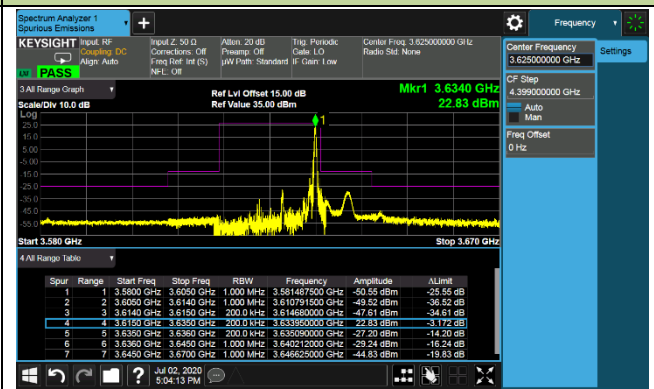 Spectrum Analyzer 1
Spurious Emissions
Frequency
KEYSIGHT
Input: RF
Coupling: DC
Align: Auto
Input Z: 50 Ω
Corrections: Off
Freq Ref: Int (S)
NFE: Off
Atten: 20 dB
Preamp: Off
µW Path: Standard
Trig: Periodic
Gate: LO
IF Gain: Low
Center Freq: 3.625000000 GHz
Radio Std: None
PASS
Center Frequency
3.625000000 GHz
Settings
CF Step
4.399000000 GHz
Auto
Man
Freq Offset
0 Hz
3 All Range Graph
Scale/Div 10.0 dB
Ref Lvl Offset 15.00 dB
Ref Value 35.00 dBm
Mkr1 3.6340 GHz
22.83 dBm
Log
25.0
15.0
5.00
-5.00
-15.0
-25.0
-35.0
-45.0
-55.0
1
Start 3.580 GHz
Stop 3.670 GHz
4 All Range Table
Spur Range Start Freq Stop Freq RBW Frequency Amplitude ΔLimit
1 1 3.5800 GHz 3.6050 GHz 1.000 MHz 3.581487500 GHz -50.55 dBm -25.55 dB
2 2 3.6050 GHz 3.6140 GHz 1.000 MHz 3.610791500 GHz -49.52 dBm -36.52 dB
3 3 3.6140 GHz 3.6150 GHz 200.0 kHz 3.614680000 GHz -47.61 dBm -34.61 dB
4 4 3.6150 GHz 3.6350 GHz 200.0 kHz 3.633950000 GHz 22.83 dBm -3.172 dB
5 5 3.6350 GHz 3.6360 GHz 200.0 kHz 3.635090000 GHz -27.20 dBm -14.20 dB
6 6 3.6360 GHz 3.6450 GHz 1.000 MHz 3.640212000 GHz -29.24 dBm -16.24 dB
7 7 3.6450 GHz 3.6700 GHz 1.000 MHz 3.646625000 GHz -44.83 dBm -19.83 dB
Jul 02, 2020
5:04:13 PM